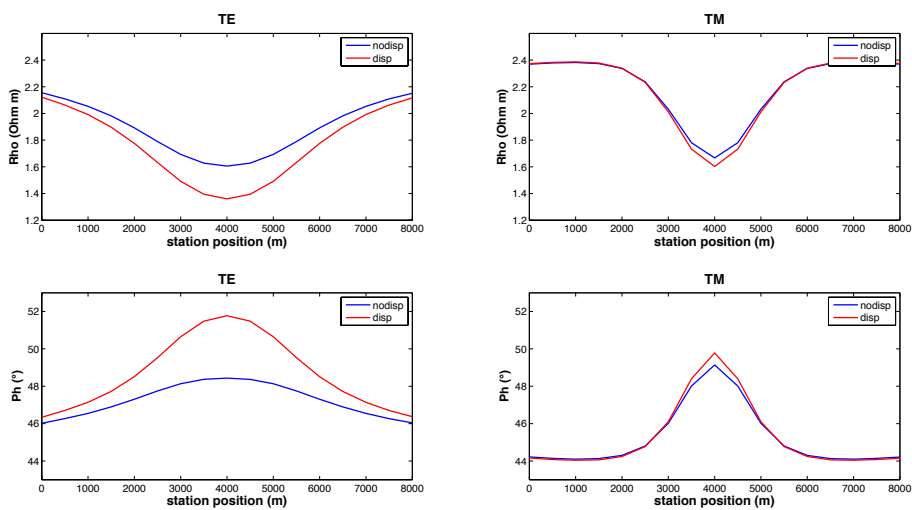 TE
TM
Rho (Ohm m)
2.4
2.2
2
1.8
1.6
1.4
1.2
nodisp
disp
0 1000 2000 3000 4000 5000 6000 7000 8000
station position (m)
Rho (Ohm m)
2.4
2.2
2
1.8
1.6
1.4
1.2
nodisp
disp
0 1000 2000 3000 4000 5000 6000 7000 8000
station position (m)
TE
TM
Ph (°)
52
50
48
46
44
nodisp
disp
0 1000 2000 3000 4000 5000 6000 7000 8000
station position (m)
Ph (°)
52
50
48
46
44
nodisp
disp
0 1000 2000 3000 4000 5000 6000 7000 8000
station position (m)